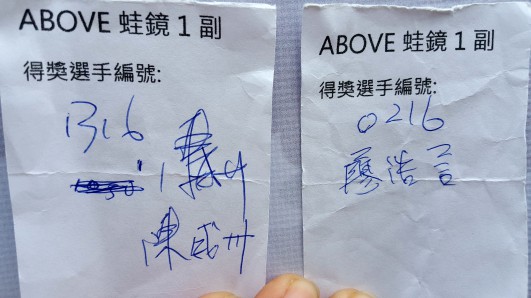 ABOVE 蛙鏡 1 副
得獎選手編號:
1316
陳成州
ABOVE 蛙鏡 1 副
得獎選手編號:
0216
廖浩言